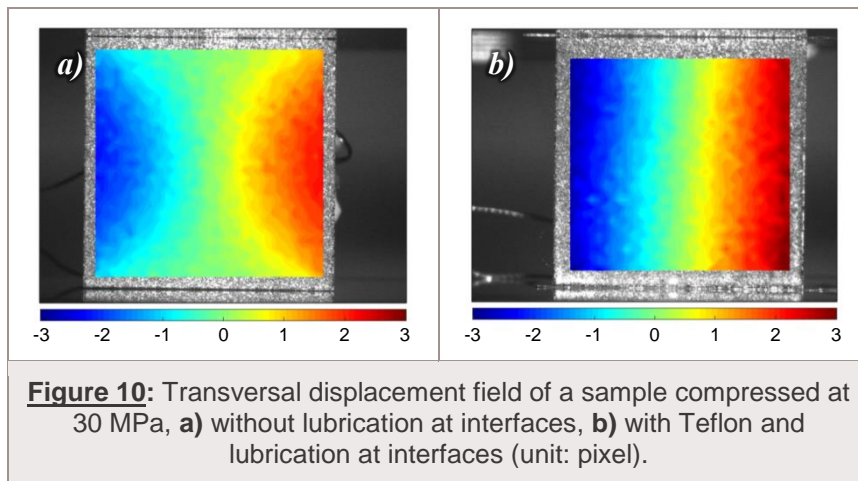 a)
b)
-3 -2 -1 0 1 2 3
-3 -2 -1 0 1 2 3
Figure 10: Transversal displacement field of a sample compressed at
30 MPa, a) without lubrication at interfaces, b) with Teflon and
lubrication at interfaces (unit: pixel).